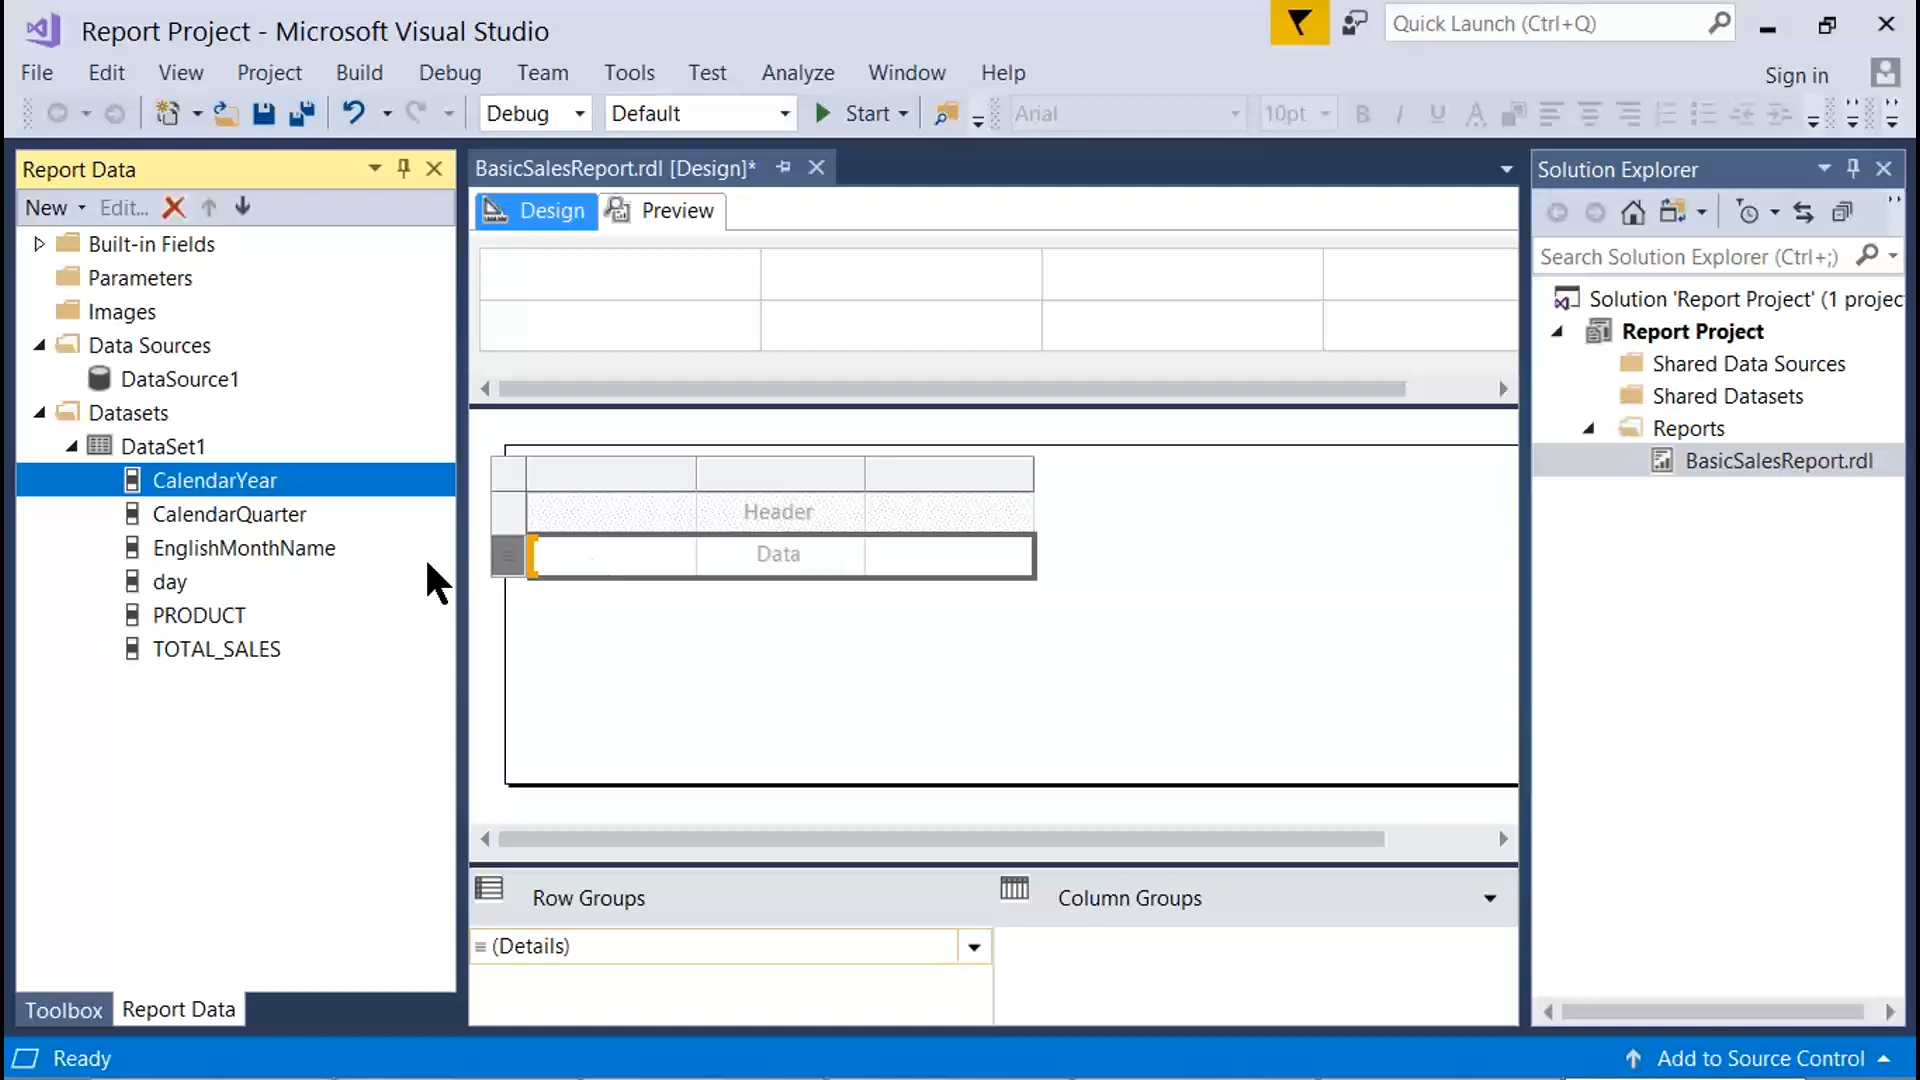 Report Project - Microsoft Visual Studio
Quick Launch (Ctrl+Q)
File Edit View Project Build Debug Team Tools Test Analyze Window Help
Sign in
Debug Default Start Arial 10pt B I U A
Report Data
New Edit...
Built-in Fields
Parameters
Images
Data Sources
DataSource1
Datasets
DataSet1
CalendarYear
CalendarQuarter
EnglishMonthName
day
PRODUCT
TOTAL_SALES
Toolbox Report Data
BasicSalesReport.rdl [Design]*
Design Preview
Header
Data
Row Groups
Column Groups
(Details)
Solution Explorer
Search Solution Explorer (Ctrl+;)
Solution 'Report Project' (1 projec
Report Project
Shared Data Sources
Shared Datasets
Reports
BasicSalesReport.rdl
Ready
Add to Source Control